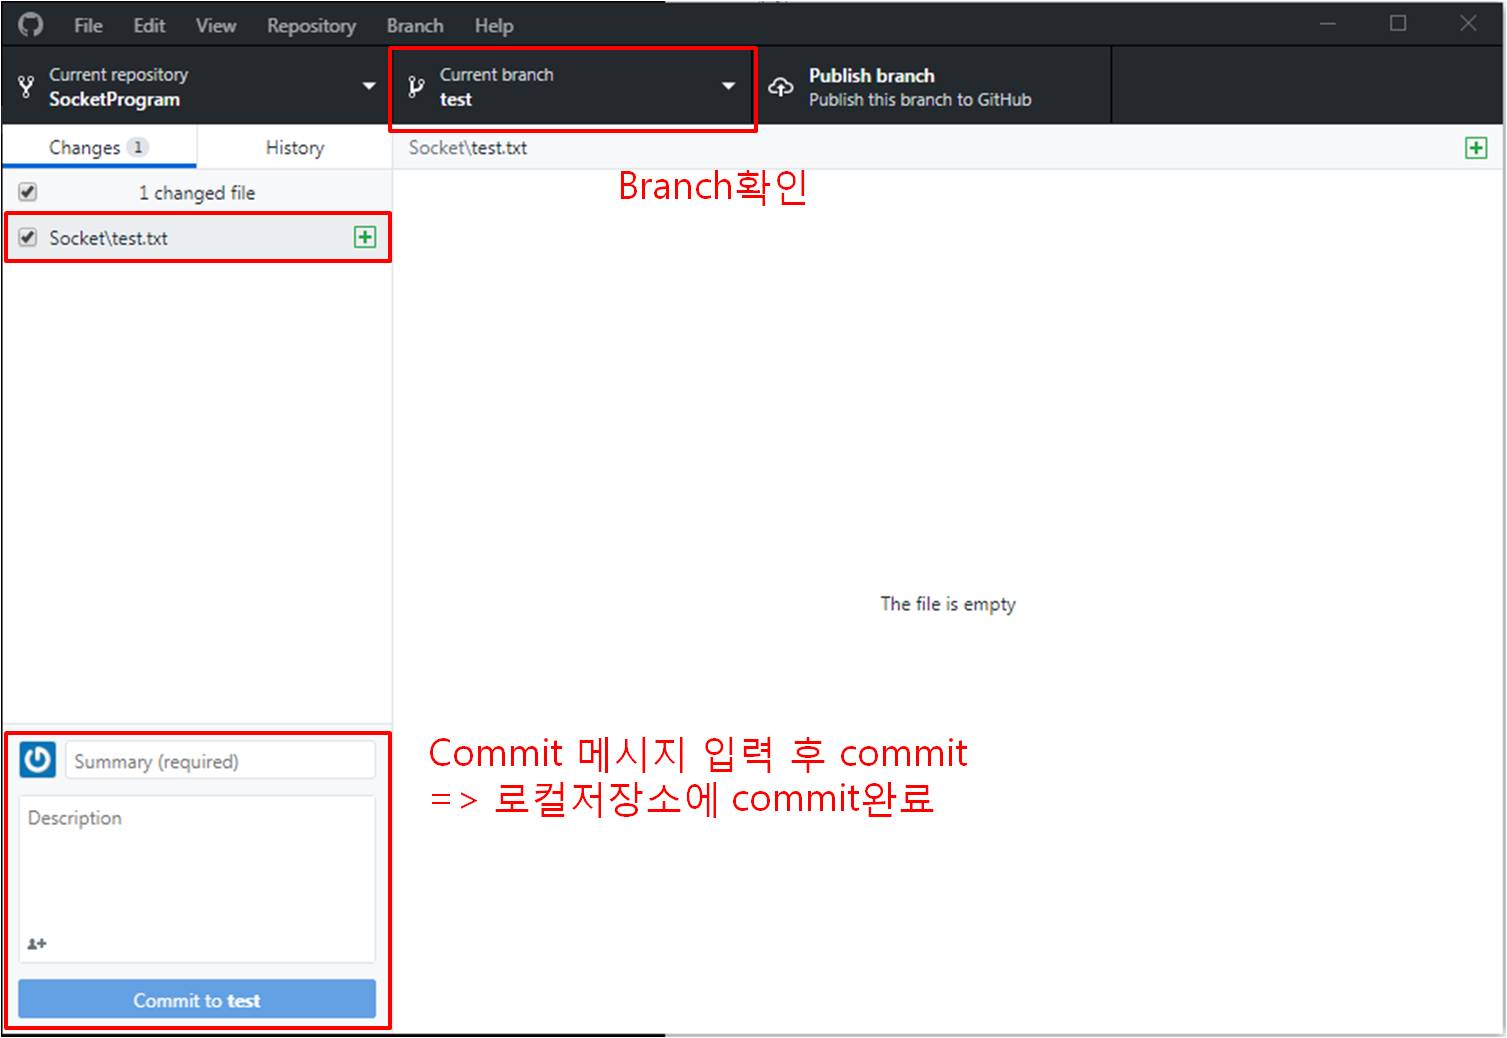 File Edit View Repository Branch Help
Current repository
SocketProgram
Current branch
test
Publish branch
Publish this branch to GitHub
Changes 1
History
Socket\test.txt
1 changed file
Branch확인
Socket\test.txt
The file is empty
Summary (required)
Commit 메시지 입력 후 commit
=> 로컬저장소에 commit완료
Description
Commit to test